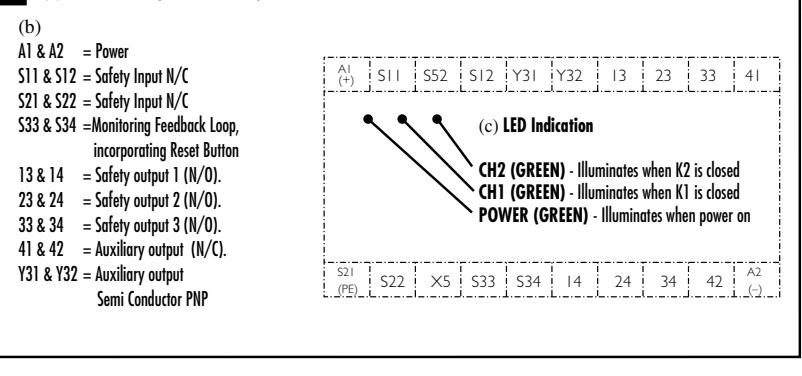 (b)
A1 & A2 = Power
S11 & S12 = Safety Input N/C
S21 & S22 = Safety Input N/C
S33 & S34 =Monitoring Feedback Loop,
incorporating Reset Button
13 & 14 = Safety output 1 (N/O).
23 & 24 = Safety output 2 (N/O).
33 & 34 = Safety output 3 (N/O).
41 & 42 = Auxiliary output (N/C).
Y31 & Y32 = Auxiliary output
Semi Conductor PNP
A1 (+) S11 S52 S12 Y31 Y32 13 23 33 41
(c) LED Indication
CH2 (GREEN) - Illuminates when K2 is closed
CH1 (GREEN) - Illuminates when K1 is closed
POWER (GREEN) - Illuminates when power on
S21 (PE) S22 X5 S33 S34 14 24 34 42 A2 (–)